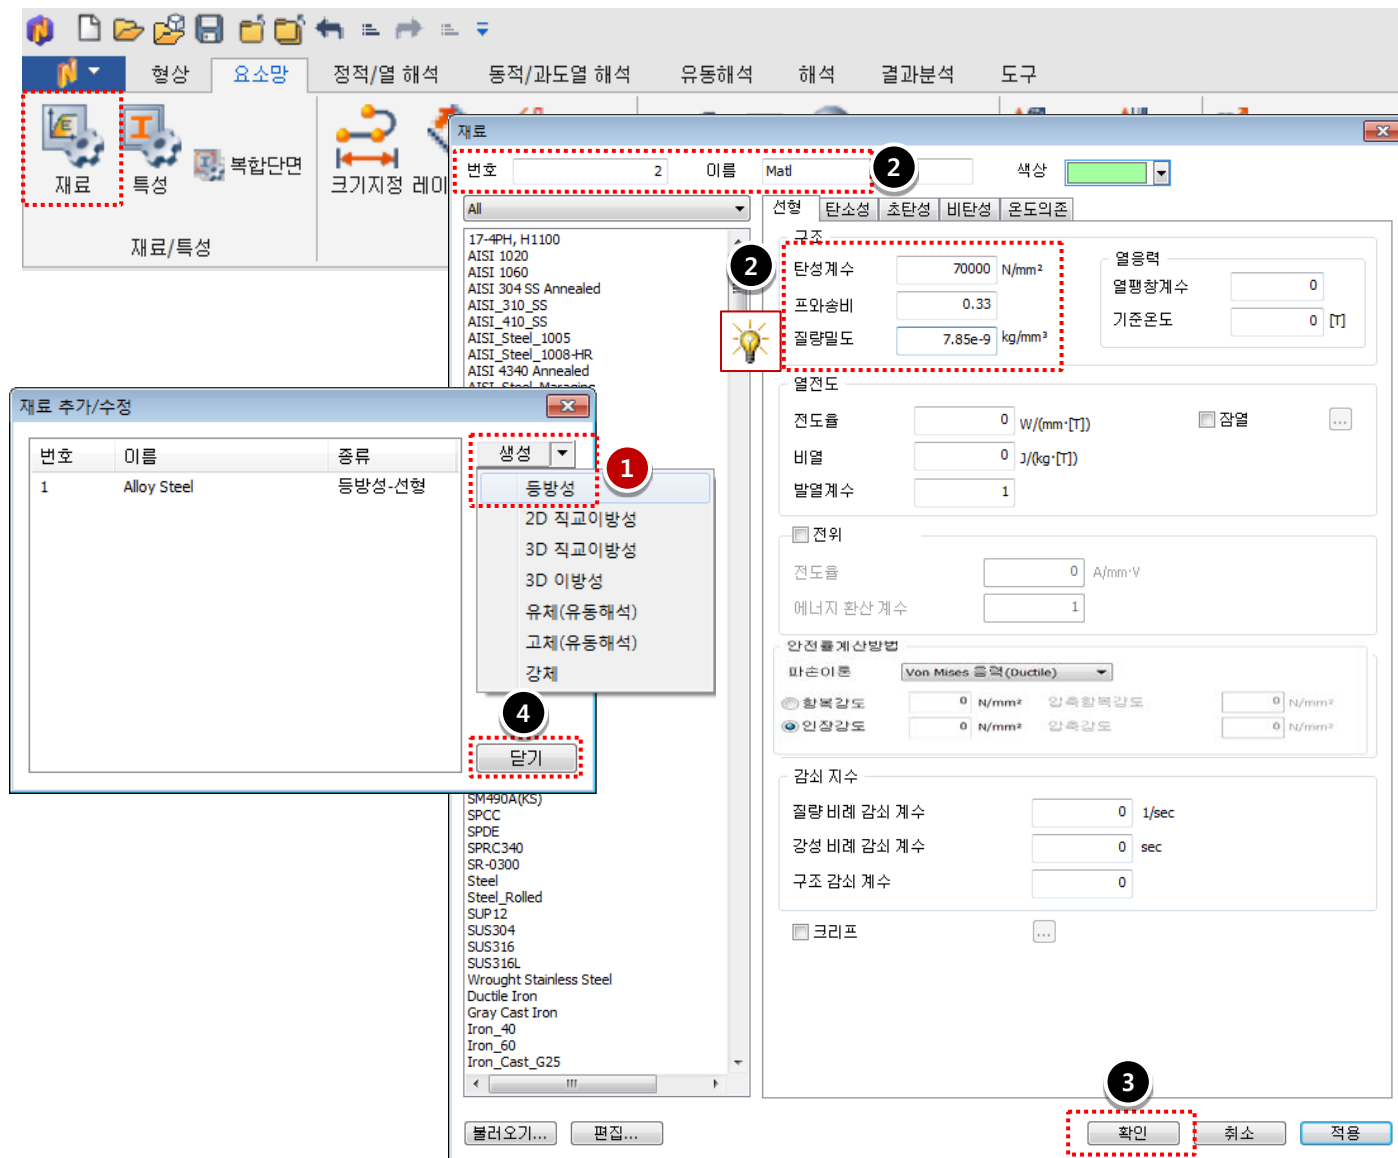 형상 요소망 정적/열 해석 동적/과도열 해석 유동해석 해석 결과분석 도구
재료 특성 복합단면 크기지정
재료/특성
재료
번호 2 이름 Matl 2 색상
All
선형 탄소성 초탄성 비탄성 온도의존
17-4PH, H1100
AISI 1020
AISI 1060
AISI 304 SS Annealed
AISI_310_SS
AISI_410_SS
AISI_Steel_1005
AISI_Steel_1008-HR
AISI 4340 Annealed
AISI_Steel_Maraging
2
구조
탄성계수 70000 N/mm²
프와송비 0.33
질량밀도 7.85e-9 kg/mm³
열응력
열팽창계수 0
기준온도 0 [T]
열전도
전도율 0 W/(mm·[T])
잠열 ...
비열 0 J/(kg·[T])
발열계수 1
전위
전도율 0 A/mm·V
에너지 환산 계수 1
안전률계산방법
파손이론 Von Mises 응력(Ductile)
항복강도 0 N/mm² 압축항복강도 0 N/mm²
인장강도 0 N/mm² 압축강도 0 N/mm²
감쇠 지수
질량 비례 감쇠 계수 0 1/sec
강성 비례 감쇠 계수 0 sec
구조 감쇠 계수 0
크리프 ...
재료 추가/수정
번호 이름 종류
1 Alloy Steel 등방성-선형
생성
1
등방성
2D 직교이방성
3D 직교이방성
3D 이방성
유체(유동해석)
고체(유동해석)
강체
4
닫기
SM490A(KS)
SPCC
SPDE
SPRC340
SR-0300
Steel
Steel_Rolled
SUP12
SUS304
SUS316
SUS316L
Wrought Stainless Steel
Ductile Iron
Gray Cast Iron
Iron_40
Iron_60
Iron_Cast_G25
3
불러오기... 편집... 확인 취소 적용